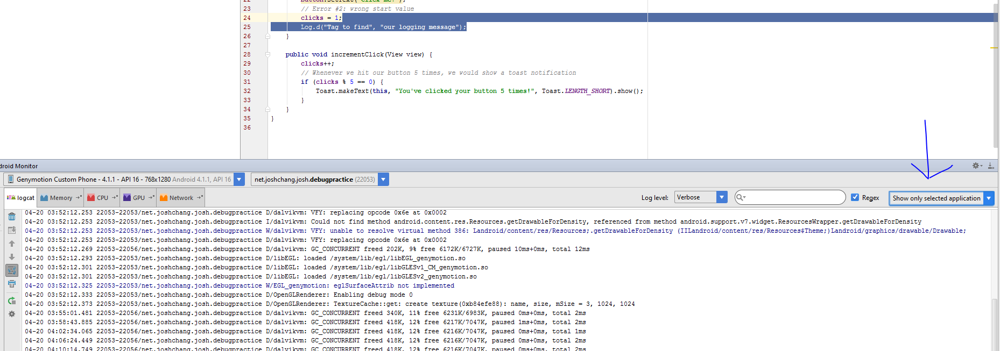 22 button.setText("Click me!");
23 // Error #2: wrong start value
24 clicks = 1;
25 Log.d("Tag to find", "our logging message");
26 }
27
28 public void incrementClick(View view) {
29 clicks++;
30 // Whenever we hit our button 5 times, we would show a toast notification
31 if (clicks % 5 == 0) {
32 Toast.makeText(this, "You've clicked your button 5 times!", Toast.LENGTH_SHORT).show();
33 }
34 }
35 }
36
droid Monitor
Genymotion Custom Phone - 4.1.1 - API 16 - 768x1280 Android 4.1.1, API 16 net.joshchang.josh.debugpractice (22053)
logcat Memory CPU GPU Network Log level: Verbose Regex Show only selected application
04-20 03:52:12.253 22053-22053/net.joshchang.josh.debugpractice D/dalvikvm: VFY: replacing opcode 0x6e at 0x0002
04-20 03:52:12.253 22053-22053/net.joshchang.josh.debugpractice I/dalvikvm: Could not find method android.content.res.Resources.getDrawableForDensity, referenced from method android.support.v7.widget.ResourcesWrapper.getDrawableForDensity
04-20 03:52:12.253 22053-22053/net.joshchang.josh.debugpractice W/dalvikvm: VFY: unable to resolve virtual method 386: Landroid/content/res/Resources;.getDrawableForDensity (IILandroid/content/res/Resources$Theme;)Landroid/graphics/drawable/Drawable;
04-20 03:52:12.253 22053-22053/net.joshchang.josh.debugpractice D/dalvikvm: VFY: replacing opcode 0x6e at 0x0002
04-20 03:52:12.269 22053-22056/net.joshchang.josh.debugpractice D/dalvikvm: GC_CONCURRENT freed 202K, 9% free 6172K/6727K, paused 10ms+0ms, total 12ms
04-20 03:52:12.293 22053-22053/net.joshchang.josh.debugpractice D/libEGL: loaded /system/lib/egl/libEGL_genymotion.so
04-20 03:52:12.301 22053-22053/net.joshchang.josh.debugpractice D/libEGL: loaded /system/lib/egl/libGLESv1_CM_genymotion.so
04-20 03:52:12.301 22053-22053/net.joshchang.josh.debugpractice D/libEGL: loaded /system/lib/egl/libGLESv2_genymotion.so
04-20 03:52:12.325 22053-22053/net.joshchang.josh.debugpractice W/EGL_genymotion: eglSurfaceAttrib not implemented
04-20 03:52:12.333 22053-22053/net.joshchang.josh.debugpractice D/OpenGLRenderer: Enabling debug mode 0
04-20 03:52:12.373 22053-22053/net.joshchang.josh.debugpractice D/OpenGLRenderer: TextureCache::get: create texture(0xb84efe88): name, size, mSize = 3, 1024, 1024
04-20 03:55:01.481 22053-22056/net.joshchang.josh.debugpractice D/dalvikvm: GC_CONCURRENT freed 340K, 11% free 6231K/6983K, paused 0ms+0ms, total 2ms
04-20 03:58:43.885 22053-22056/net.joshchang.josh.debugpractice D/dalvikvm: GC_CONCURRENT freed 418K, 12% free 6217K/7047K, paused 1ms+0ms, total 2ms
04-20 04:02:34.065 22053-22056/net.joshchang.josh.debugpractice D/dalvikvm: GC_CONCURRENT freed 418K, 12% free 6216K/7047K, paused 0ms+0ms, total 1ms
04-20 04:06:24.449 22053-22056/net.joshchang.josh.debugpractice D/dalvikvm: GC_CONCURRENT freed 418K, 12% free 6216K/7047K, paused 0ms+0ms, total 2ms
04-20 04:10:14.749 22053-22056/net.joshchang.josh.debugpractice D/dalvikvm: GC_CONCURRENT freed 418K, 12% free 6216K/7047K, paused 0ms+0ms, total 2ms